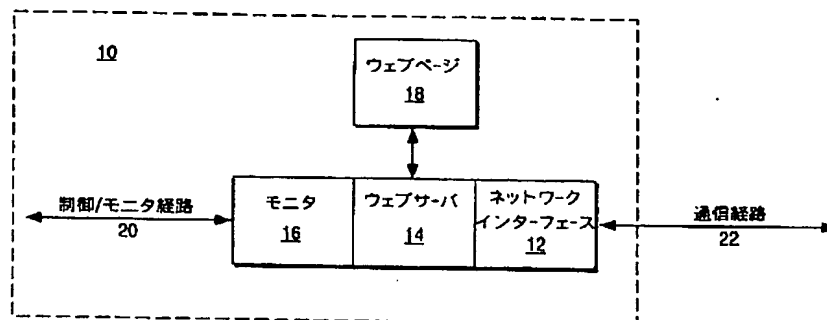 10
ウェブページ
18
制御/モニタ経路
20
モニタ
16
ウェブサーバ
14
ネットワーク
インターフェース
12
通信経路
22